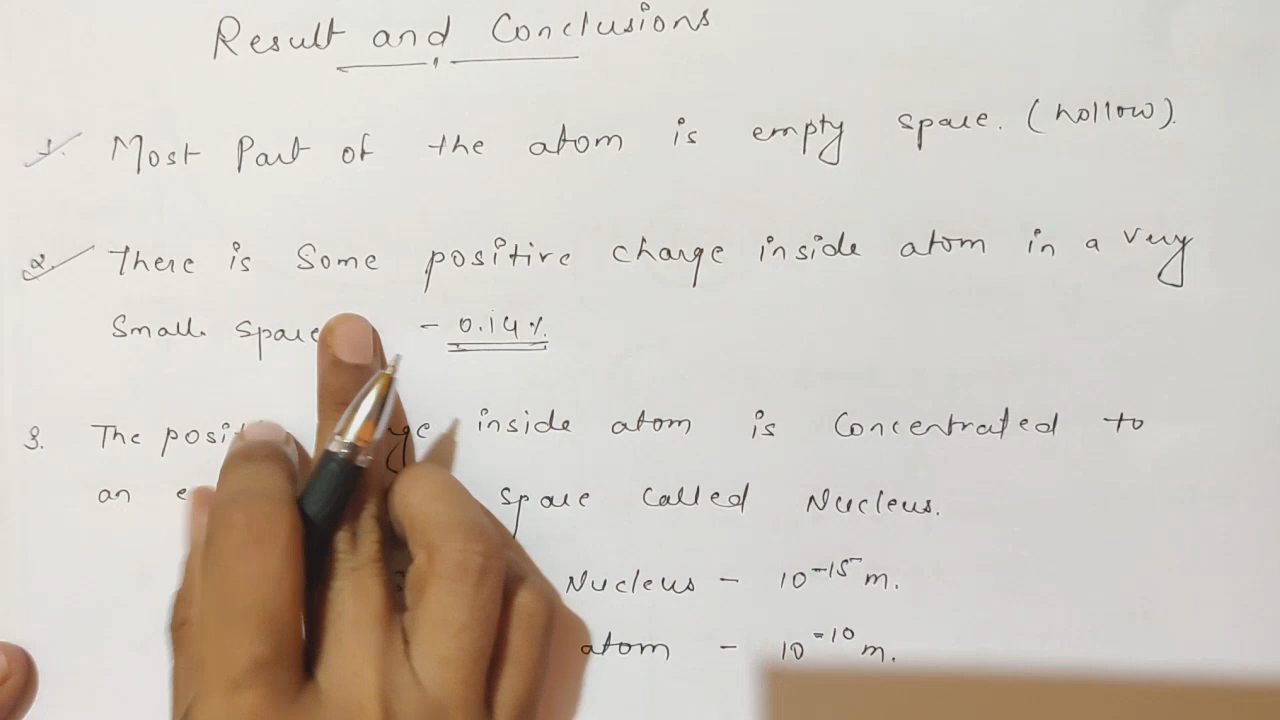 Result and Conclusions
1. Most Part of the atom is empty space. (hollow).
2. There is Some positive charge inside atom in a very
Small space - 0.14%
3. The inside atom is Concentrated to
an space called Nucleus.
Nucleus - 10⁻¹⁵ m.
atom - 10⁻¹⁰ m.